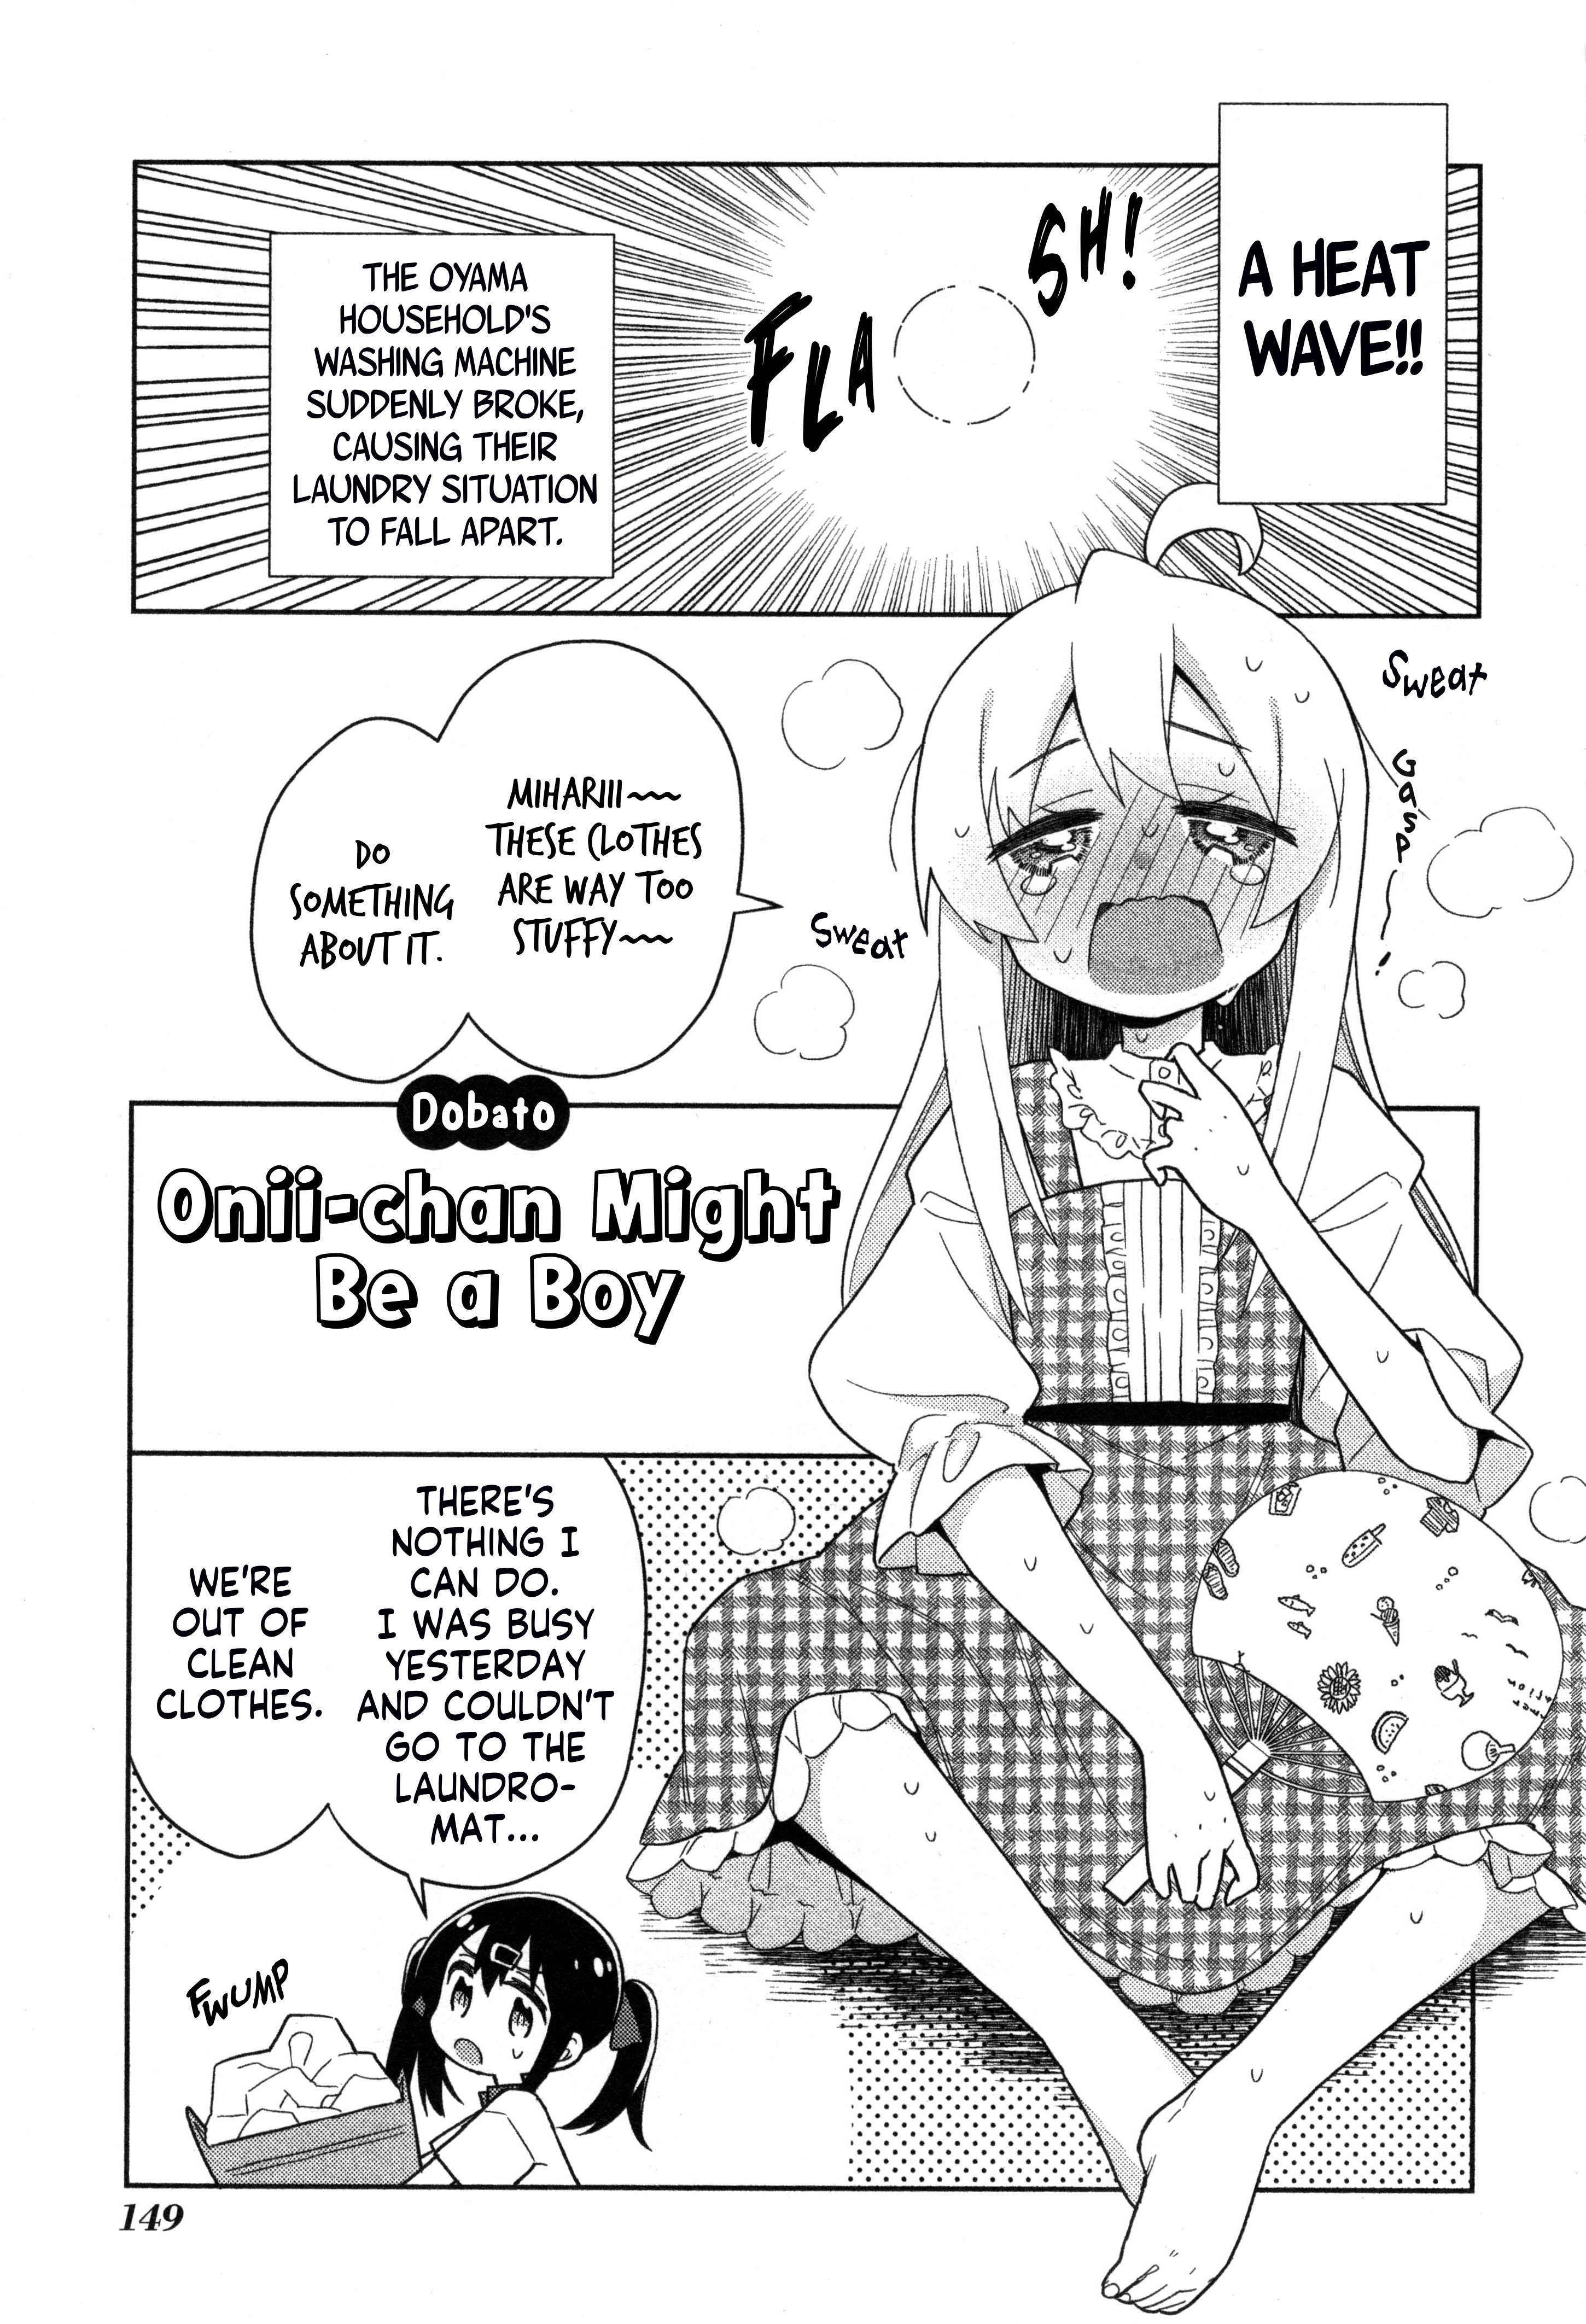 A HEAT
WAVE!!
FLA
SH!
THE OYAMA
HOUSEHOLD'S
WASHING MACHINE
SUDDENLY BROKE,
CAUSING THEIR
LAUNDRY SITUATION
TO FALL APART.
Sweat
Gasp—!
MIHARIII~~
THESE CLOTHES
ARE WAY TOO
STUFFY~~
DO
SOMETHING
ABOUT IT.
Sweat
Dobato
Onii-chan Might
Be a Boy
THERE'S
NOTHING I
CAN DO.
I WAS BUSY
YESTERDAY
AND COULDN'T
GO TO THE
LAUNDRO-
MAT...
WE'RE
OUT OF
CLEAN
CLOTHES.
FWUMP
149